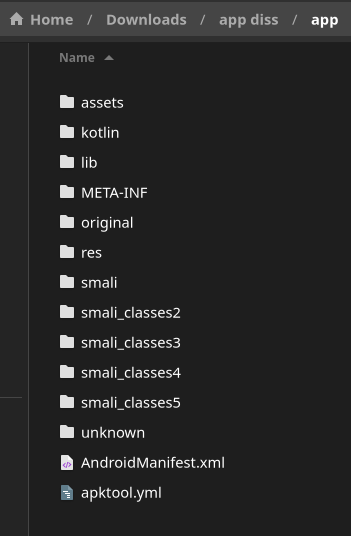 Home / Downloads / app diss / app
Name
assets
kotlin
lib
META-INF
original
res
smali
smali_classes2
smali_classes3
smali_classes4
smali_classes5
unknown
AndroidManifest.xml
apktool.yml